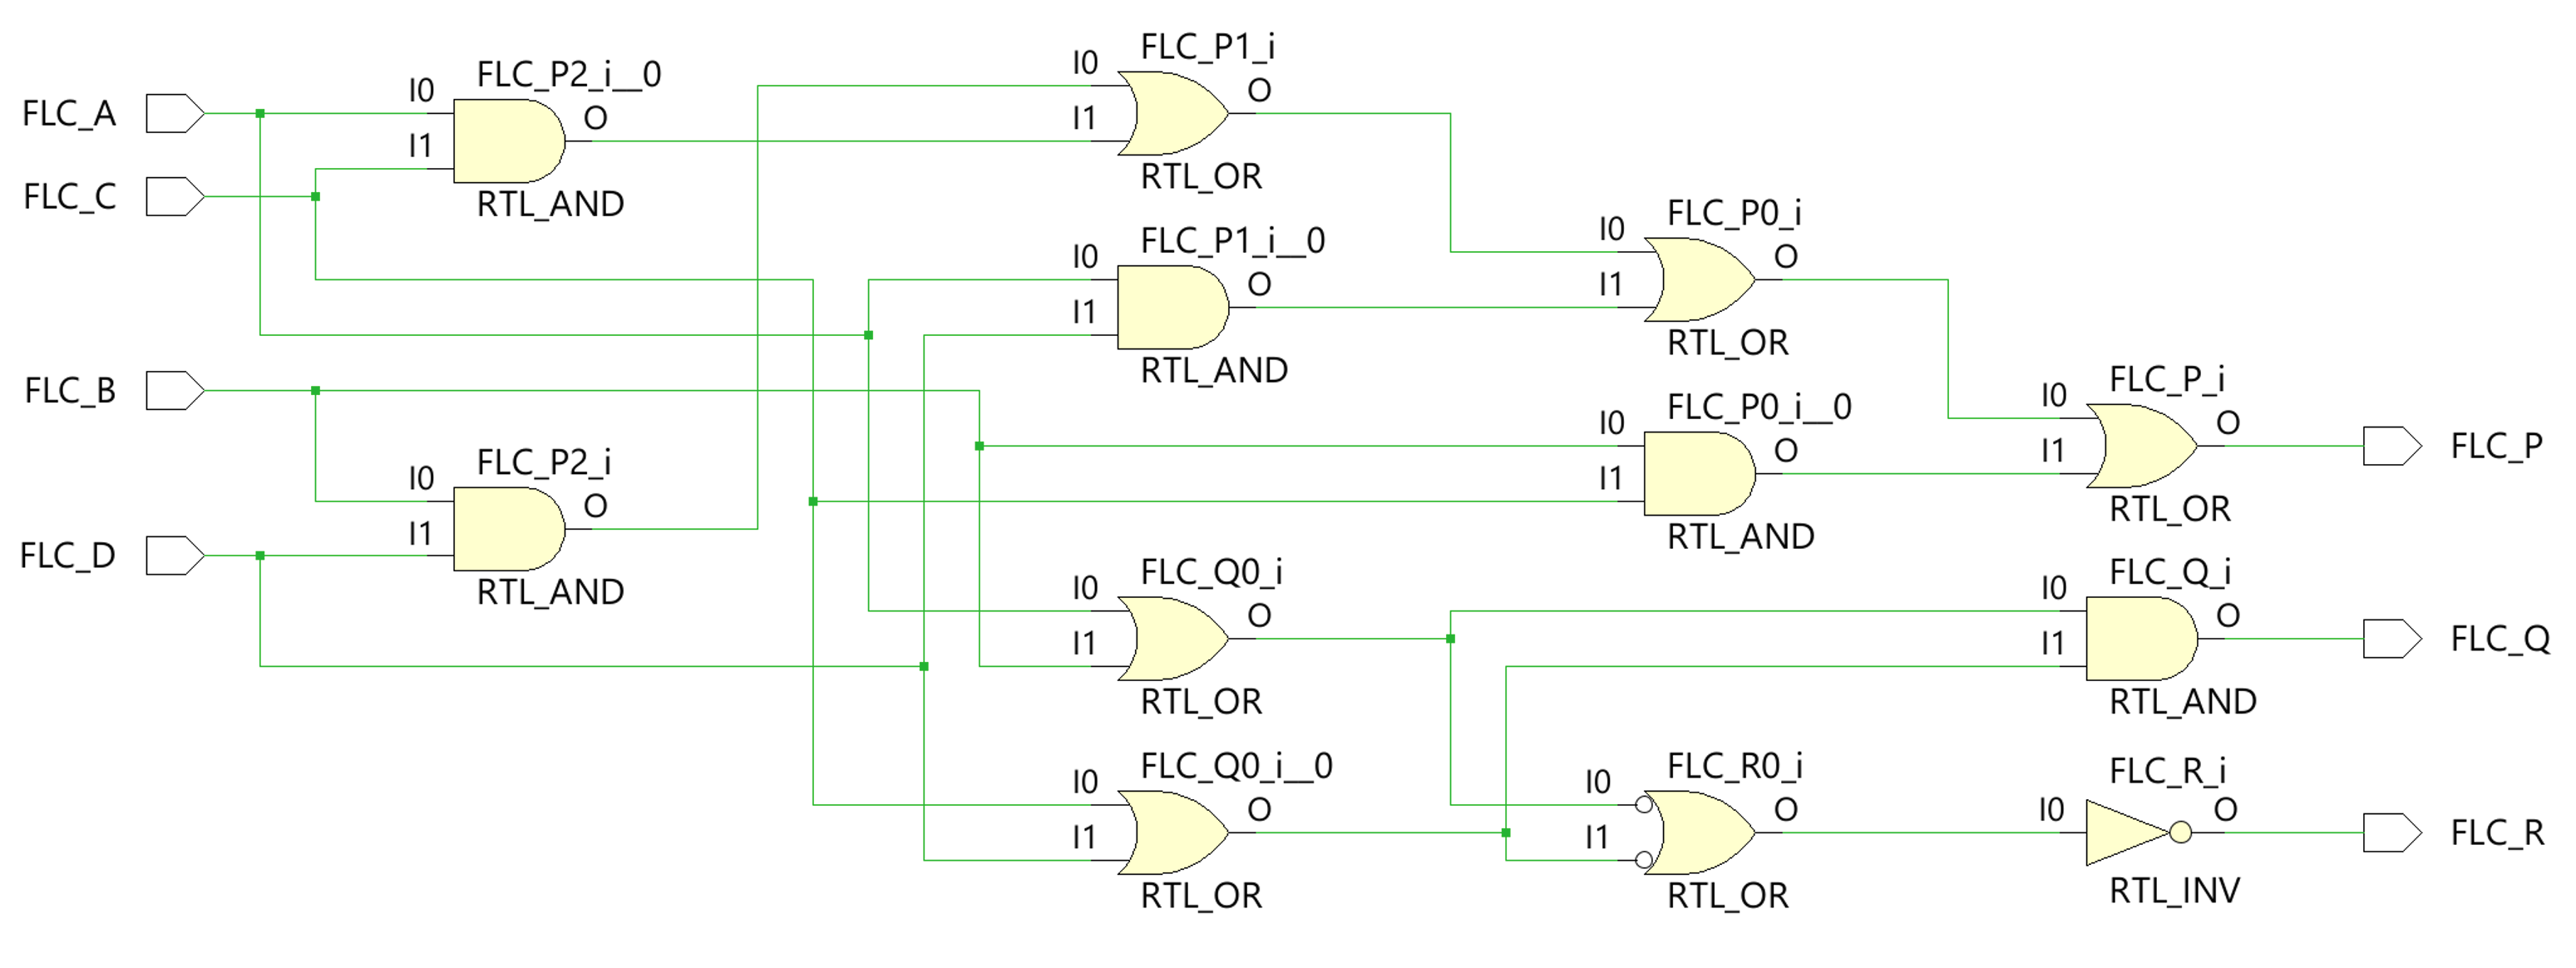 FLC_A
FLC_C
FLC_B
FLC_D
FLC_P2_i__0
I0
I1
O
RTL_AND
FLC_P2_i
I0
I1
O
RTL_AND
FLC_P1_i
I0
I1
O
RTL_OR
FLC_P1_i__0
I0
I1
O
RTL_AND
FLC_Q0_i
I0
I1
O
RTL_OR
FLC_Q0_i__0
I0
I1
O
RTL_OR
FLC_P0_i
I0
I1
O
RTL_OR
FLC_P0_i__0
I0
I1
O
RTL_AND
FLC_R0_i
I0
I1
O
RTL_OR
FLC_P_i
I0
I1
O
RTL_OR
FLC_Q_i
I0
I1
O
RTL_AND
FLC_R_i
I0
O
RTL_INV
FLC_P
FLC_Q
FLC_R